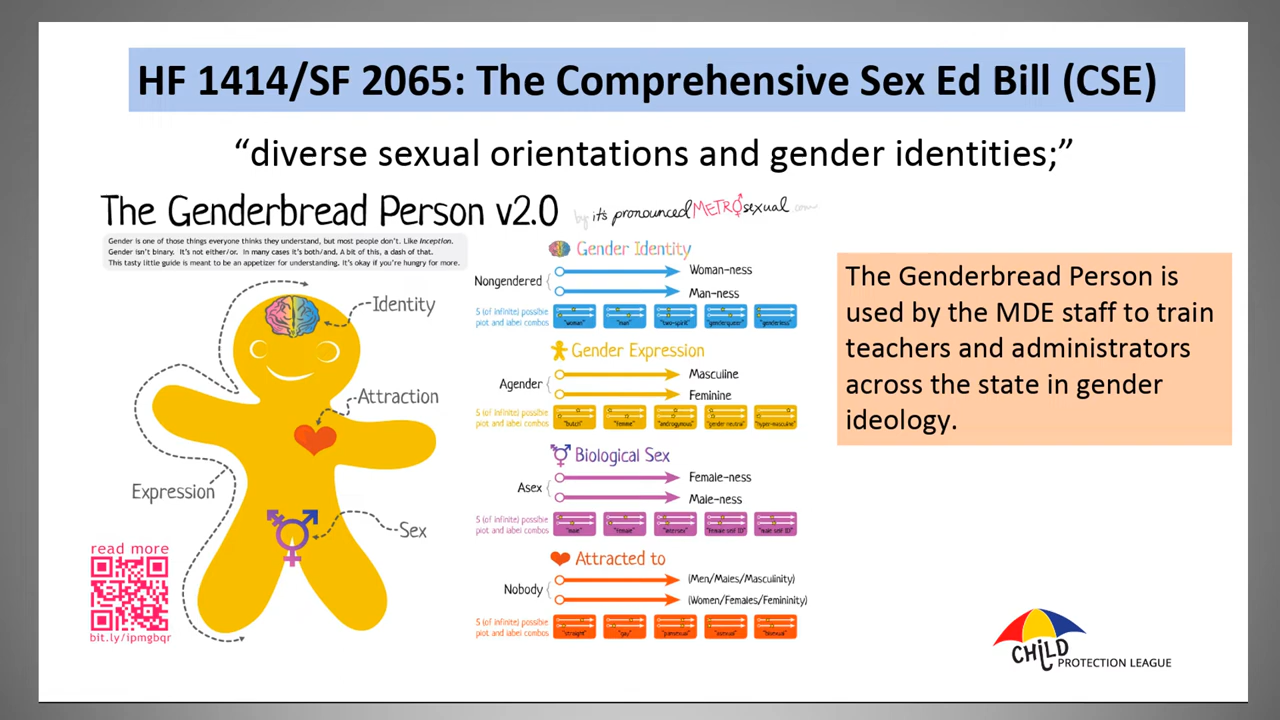 HF 1414/SF 2065: The Comprehensive Sex Ed Bill (CSE)
“diverse sexual orientations and gender identities;”
The Genderbread Person v2.0
by it's pronounced METROsexual .com
Gender is one of those things everyone thinks they understand, but most people don't. Like Inception.
Gender isn't binary. It's not either/or. In many cases it's both/and. A bit of this, a dash of that.
This tasty little guide is meant to be an appetizer for understanding. It's okay if you're hungry for more.
Identity
Attraction
Expression
Sex
read more
bit.ly/ipmgbqr
Gender Identity
Nongendered
Woman-ness
Man-ness
5 (of infinite) possible
plot and label combos
"woman"
"man"
"two-spirit"
"genderqueer"
"genderless"
Gender Expression
Agender
Masculine
Feminine
5 (of infinite) possible
plot and label combos
"butch"
"femme"
"androgynous"
"gender neutral"
"hyper-masculine"
Biological Sex
Asex
Female-ness
Male-ness
5 (of infinite) possible
plot and label combos
"male"
"female"
"intersex"
"female self ID"
"male self ID"
Attracted to
Nobody
(Men/Males/Masculinity)
(Women/Females/Femininity)
5 (of infinite) possible
plot and label combos
"straight"
"gay"
"pansexual"
"asexual"
"bisexual"
The Genderbread Person is
used by the MDE staff to train
teachers and administrators
across the state in gender
ideology.
CHILD
PROTECTION LEAGUE